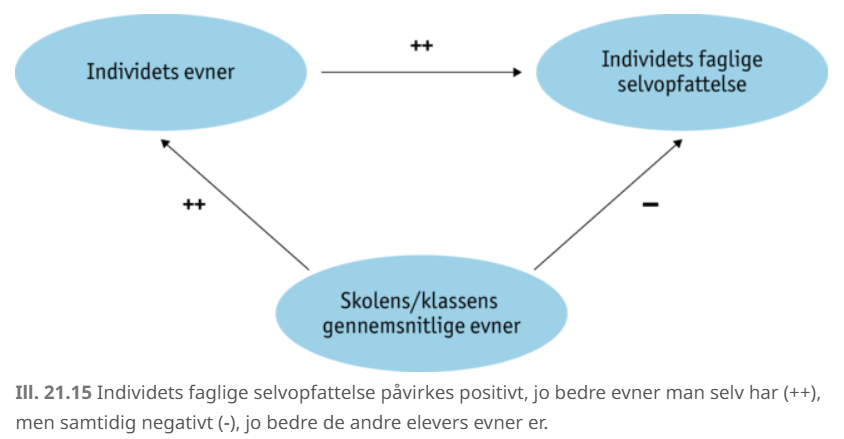 ++
Individets evner
Individets faglige
selvopfattelse
++
−
Skolens/klassens
gennemsnitlige evner
Ill. 21.15 Individets faglige selvopfattelse påvirkes positivt, jo bedre evner man selv har (++),
men samtidig negativt (-), jo bedre de andre elevers evner er.